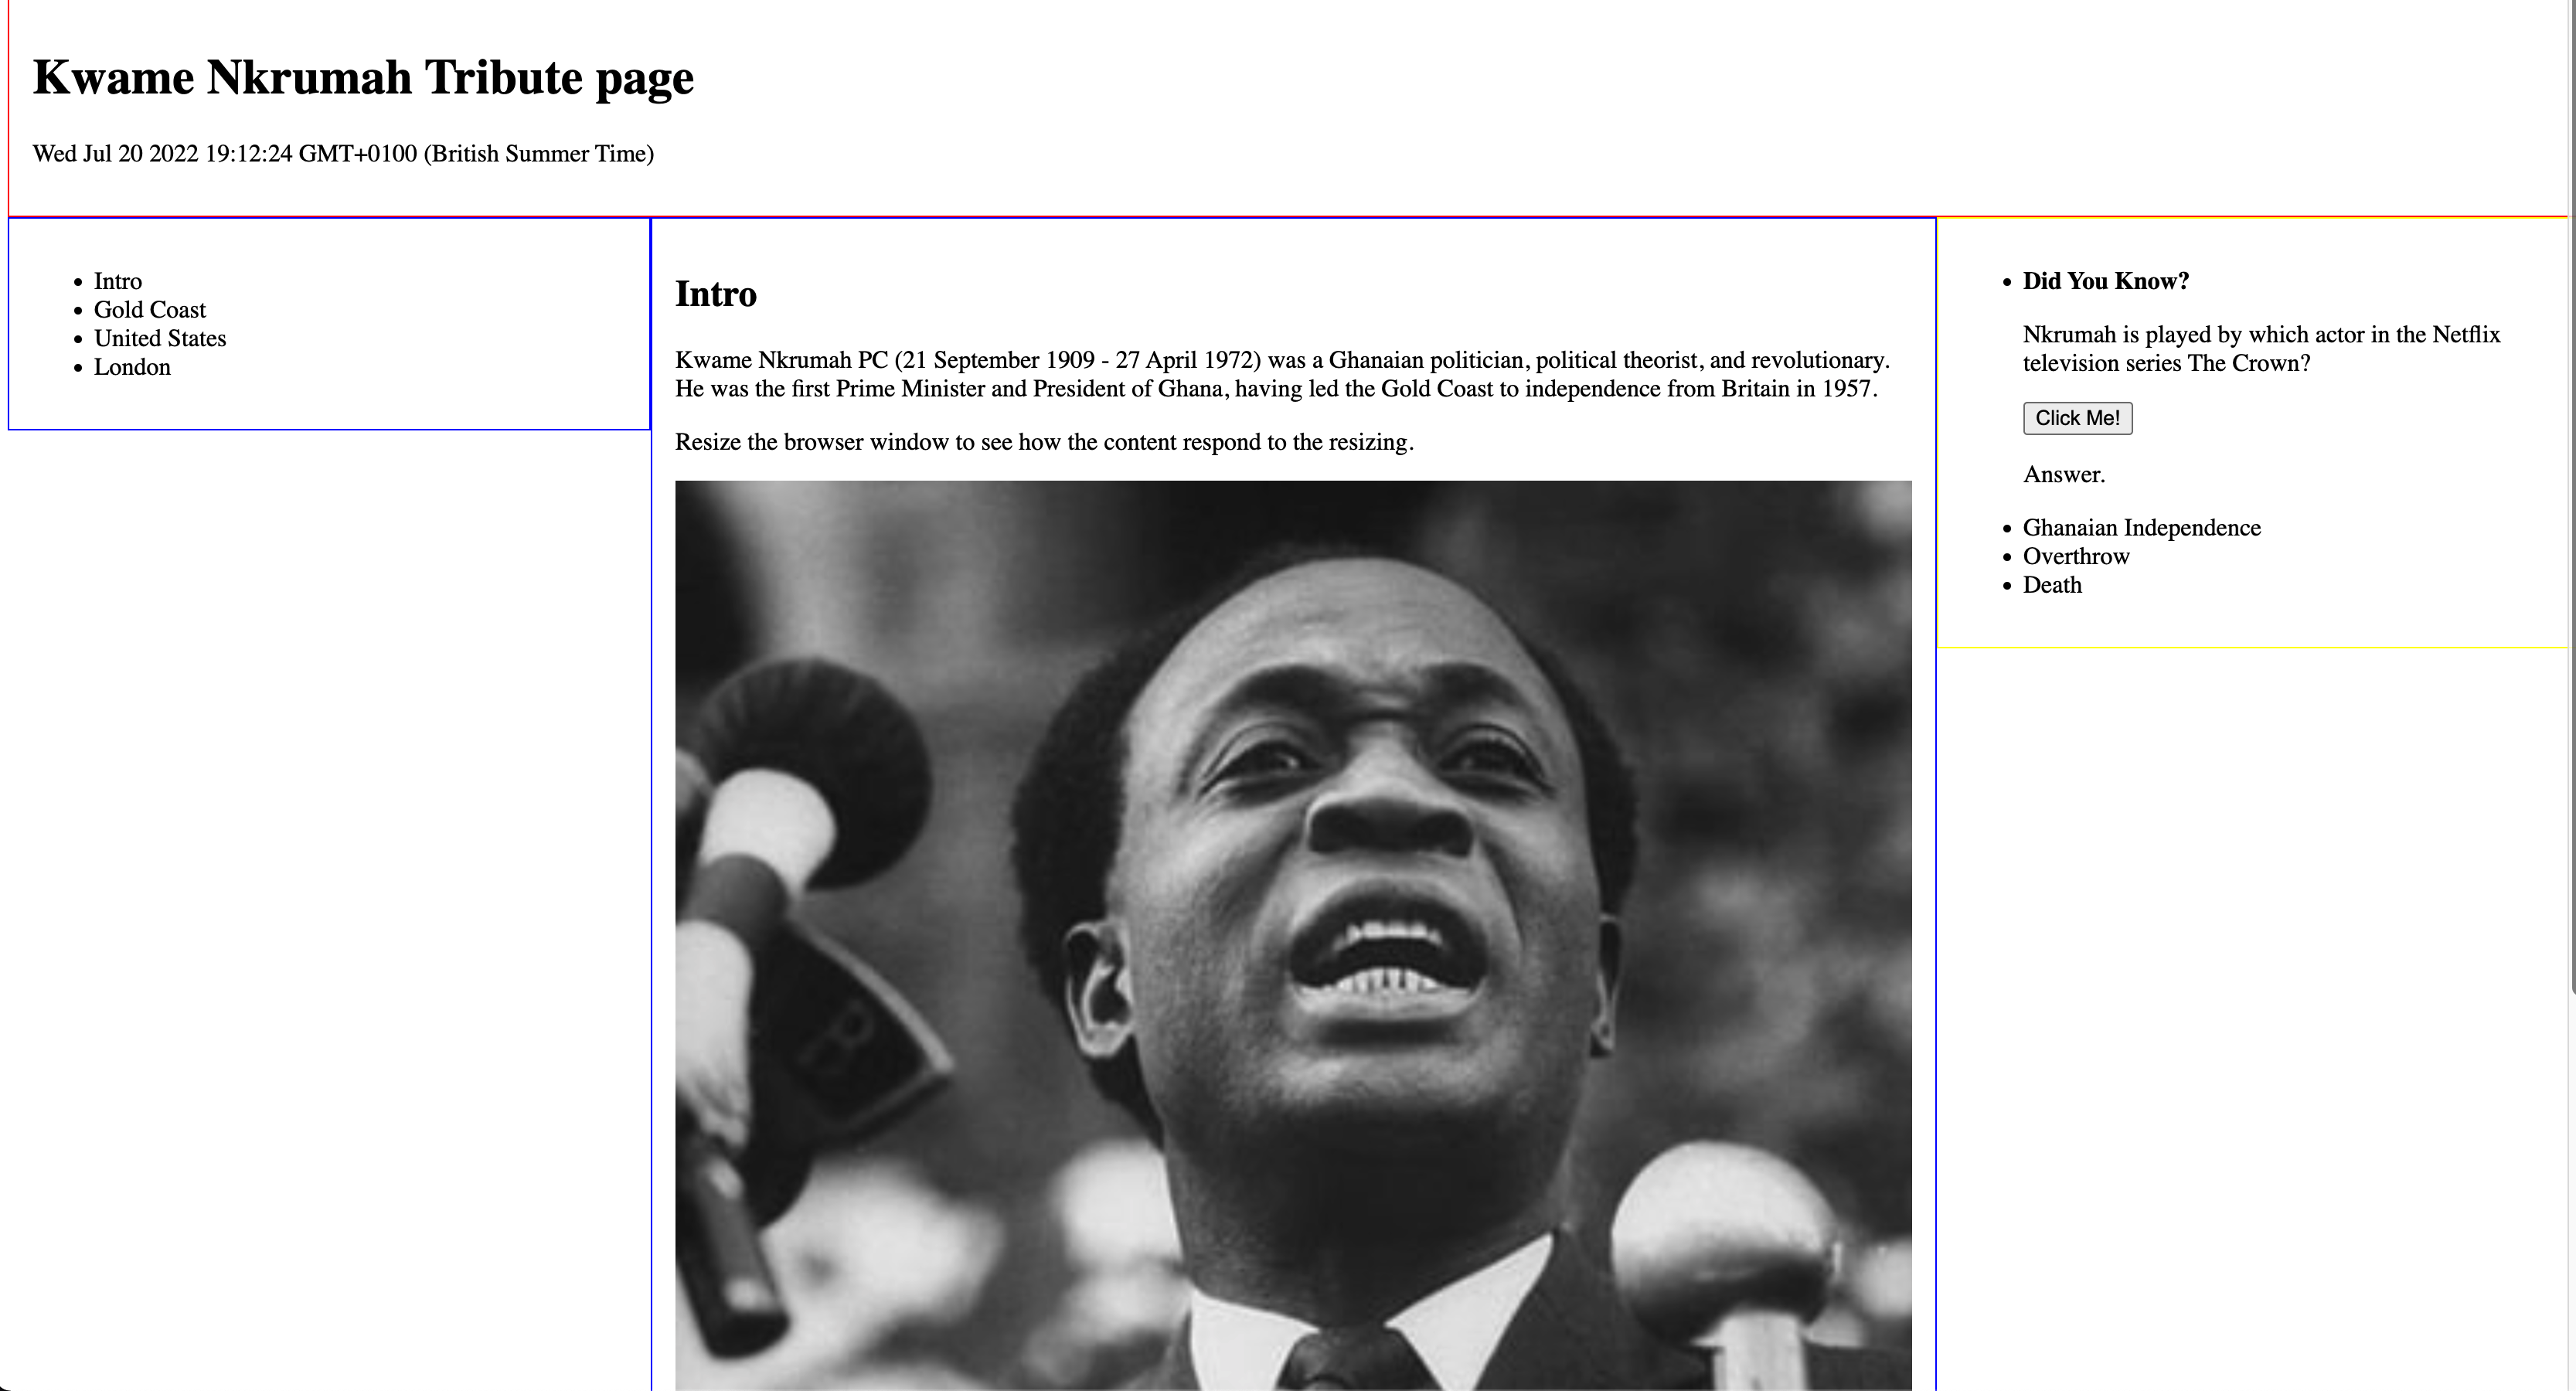 Kwame Nkrumah Tribute page
Wed Jul 20 2022 19:12:24 GMT+0100 (British Summer Time)
Intro
Gold Coast
United States
London
Intro
Kwame Nkrumah PC (21 September 1909 - 27 April 1972) was a Ghanaian politician, political theorist, and revolutionary.
He was the first Prime Minister and President of Ghana, having led the Gold Coast to independence from Britain in 1957.
Resize the browser window to see how the content respond to the resizing.
Did You Know?
Nkrumah is played by which actor in the Netflix
television series The Crown?
Click Me!
Answer.
Ghanaian Independence
Overthrow
Death